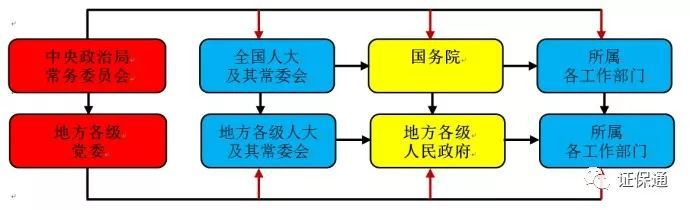 中央政治局
常务委员会
全国人大
及其常委会
国务院
所属
各工作部门
地方各级
党委
地方各级人大
及其常委会
地方各级
人民政府
所属
各工作部门
证保通